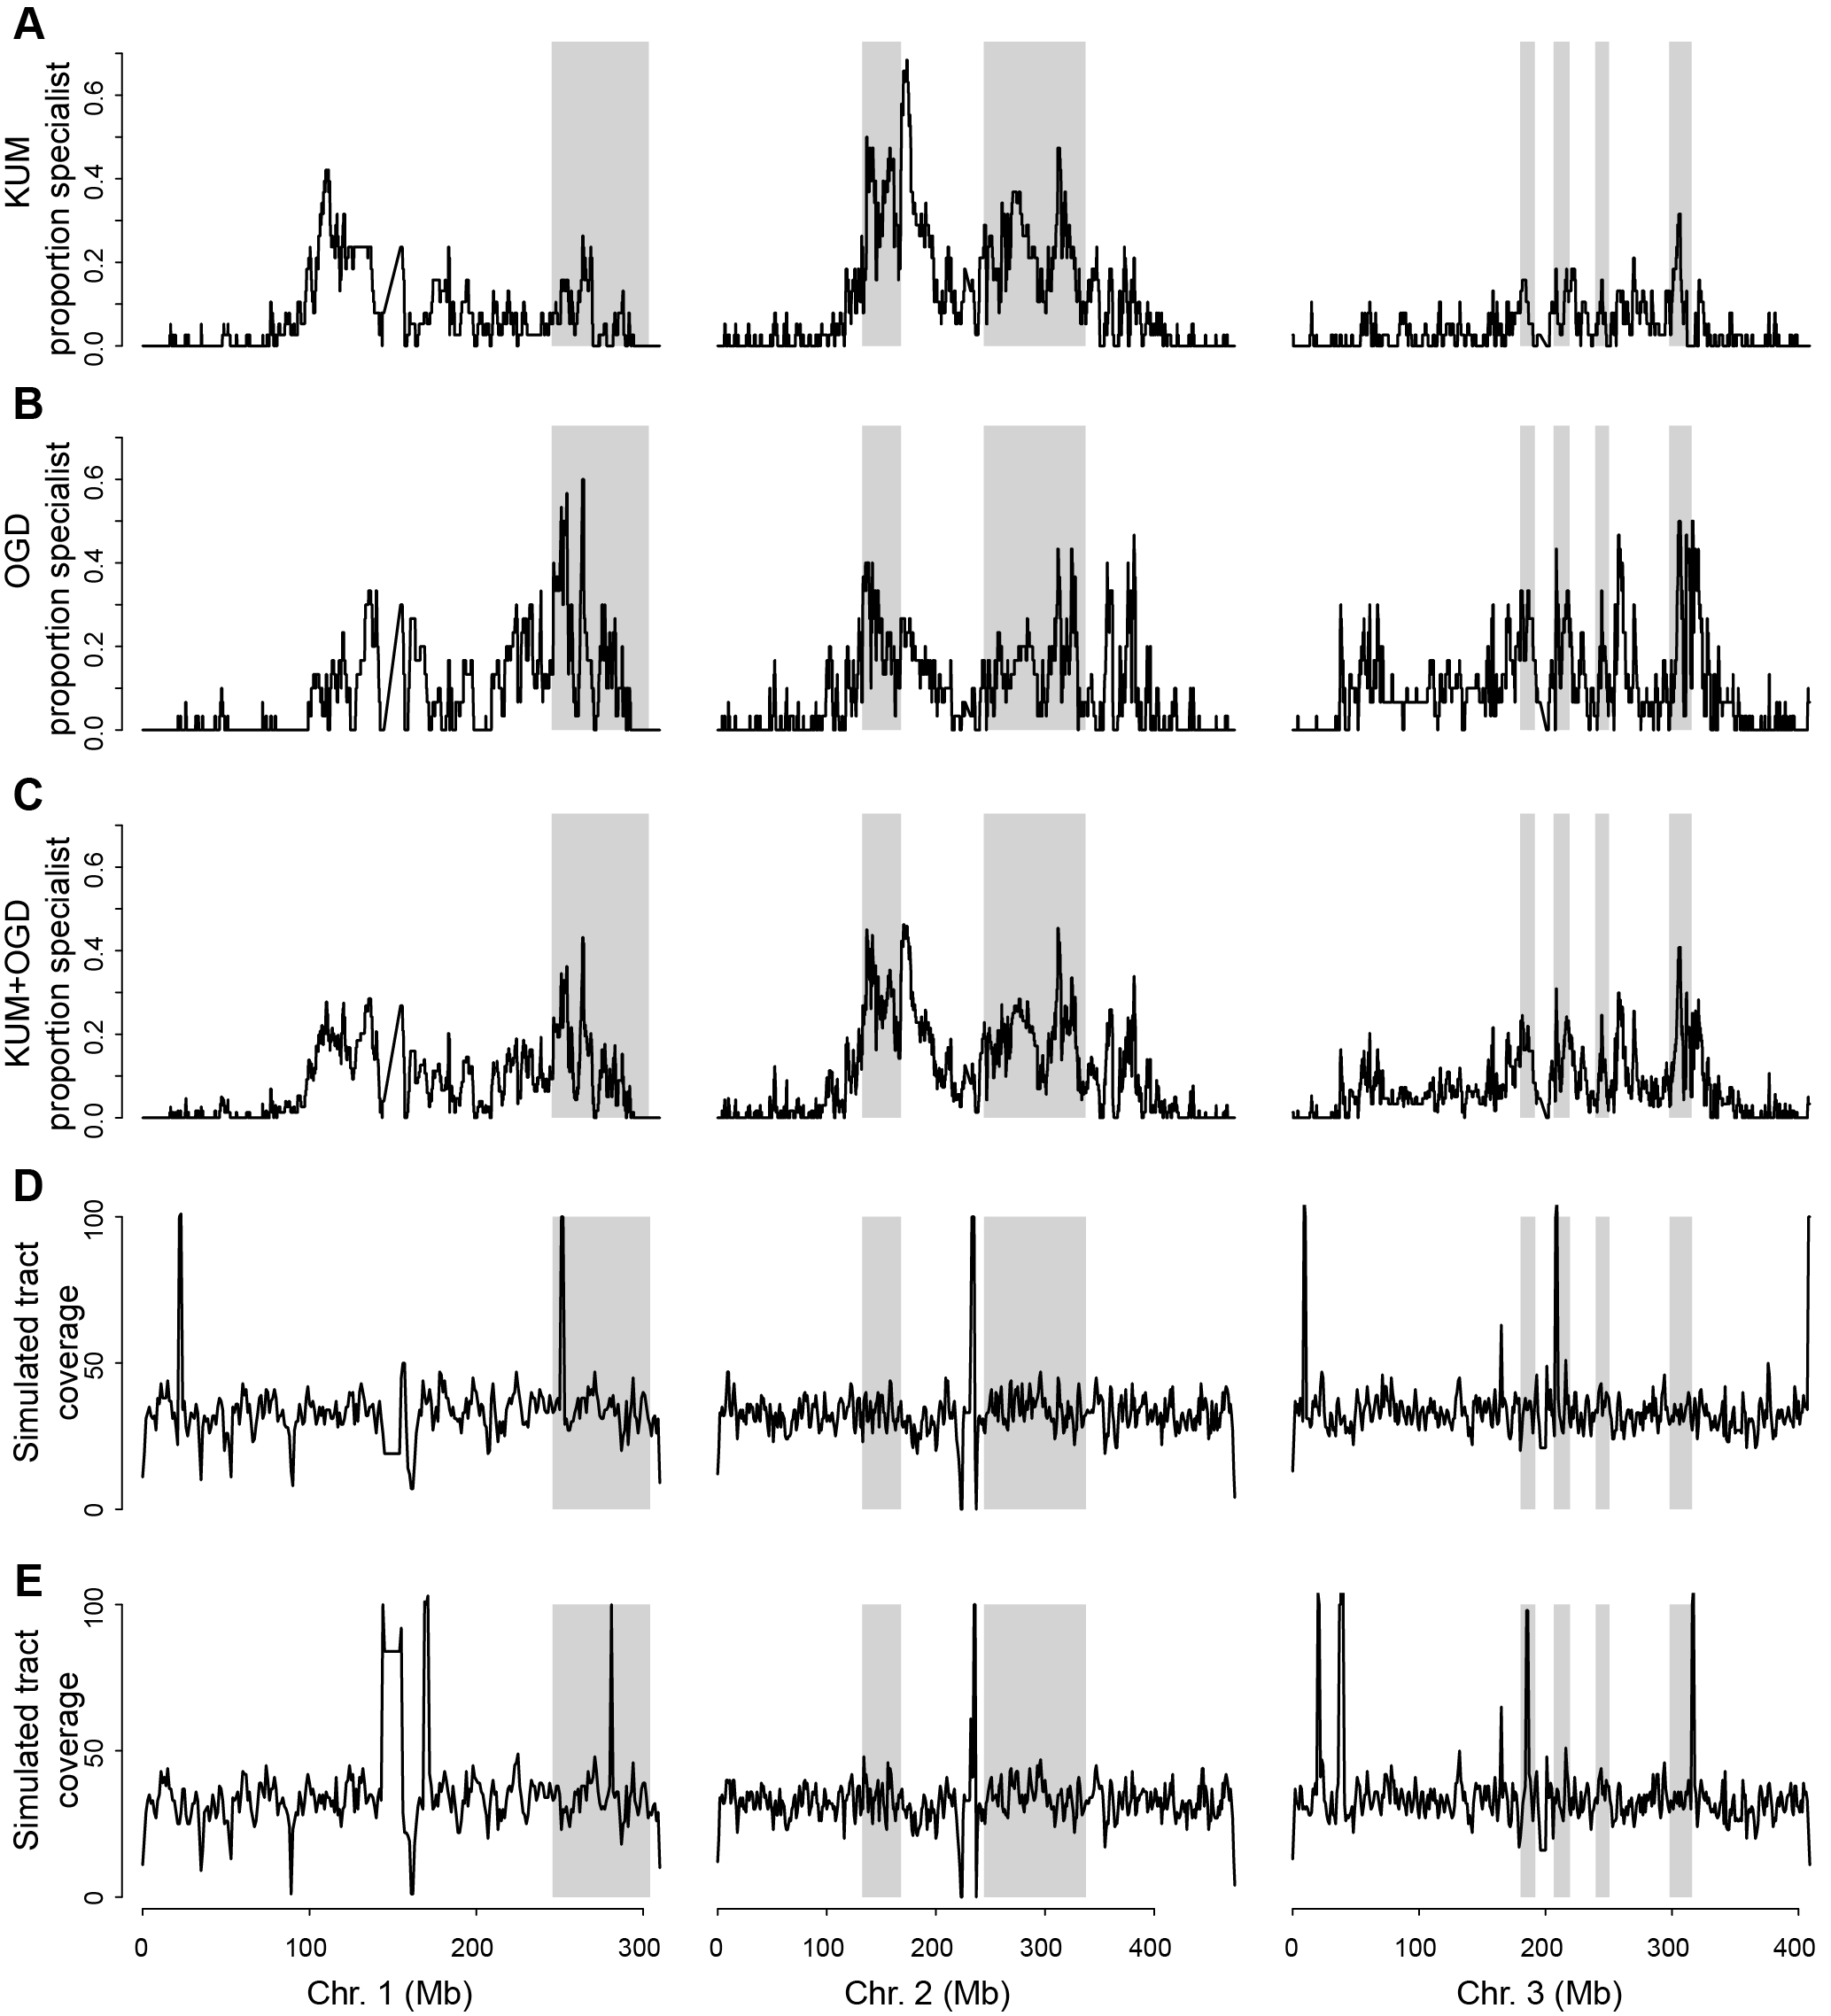 A
KUM
proportion specialist
0.0 0.2 0.4 0.6
B
OGD
proportion specialist
0.0 0.2 0.4 0.6
C
KUM+OGD
proportion specialist
0.0 0.2 0.4 0.6
D
Simulated tract
coverage
0 50 100
E
Simulated tract
coverage
0 50 100
0 100 200 300 0 100 200 300 400 0 100 200 300 400
Chr. 1 (Mb) Chr. 2 (Mb) Chr. 3 (Mb)